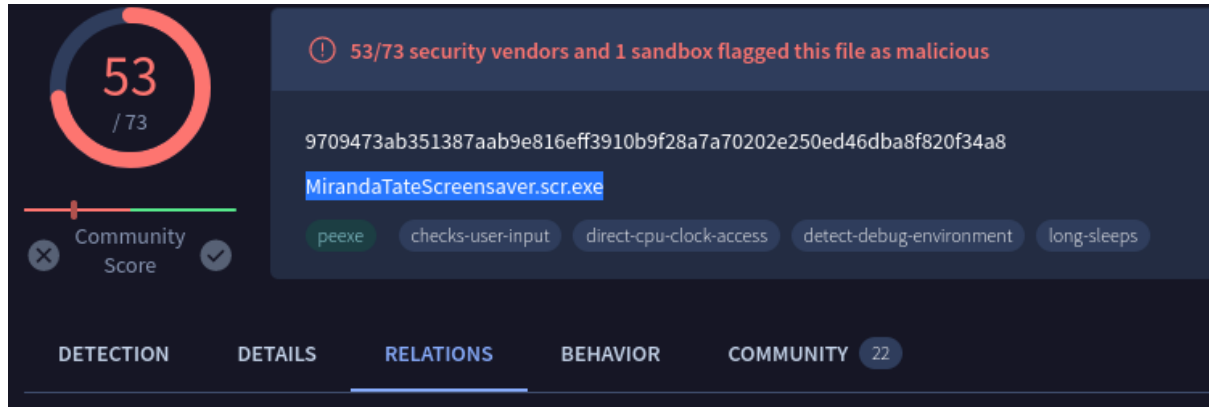 53
/ 73
Community
Score
53/73 security vendors and 1 sandbox flagged this file as malicious
9709473ab351387aab9e816eff3910b9f28a7a70202e250ed46dba8f820f34a8
MirandaTateScreensaver.scr.exe
peexe checks-user-input direct-cpu-clock-access detect-debug-environment long-sleeps
DETECTION DETAILS RELATIONS BEHAVIOR COMMUNITY 22